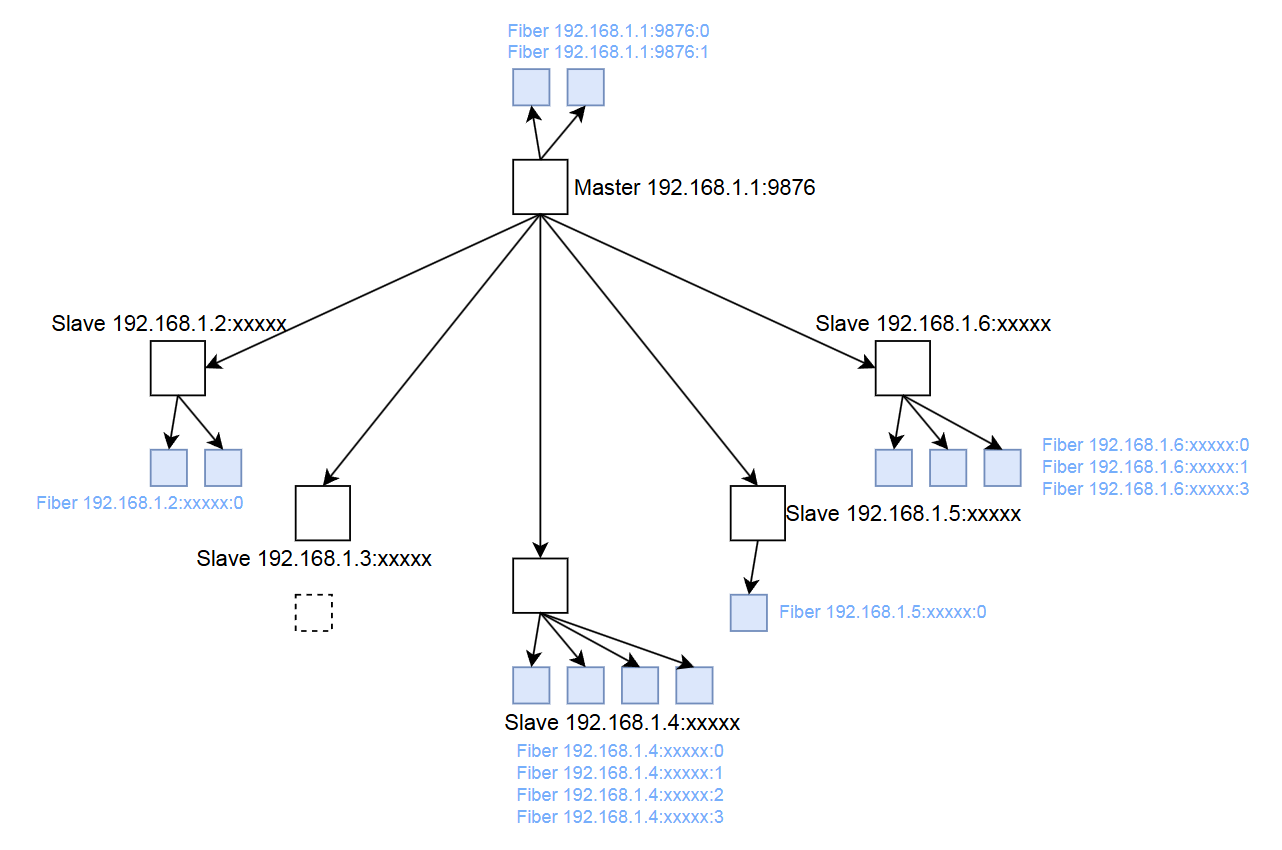 Fiber 192.168.1.1:9876:0
Fiber 192.168.1.1:9876:1
Master 192.168.1.1:9876
Slave 192.168.1.2:xxxxx
Slave 192.168.1.6:xxxxx
Fiber 192.168.1.6:xxxxx:0
Fiber 192.168.1.6:xxxxx:1
Fiber 192.168.1.6:xxxxx:3
Fiber 192.168.1.2:xxxxx:0
Slave 192.168.1.5:xxxxx
Slave 192.168.1.3:xxxxx
Fiber 192.168.1.5:xxxxx:0
Slave 192.168.1.4:xxxxx
Fiber 192.168.1.4:xxxxx:0
Fiber 192.168.1.4:xxxxx:1
Fiber 192.168.1.4:xxxxx:2
Fiber 192.168.1.4:xxxxx:3